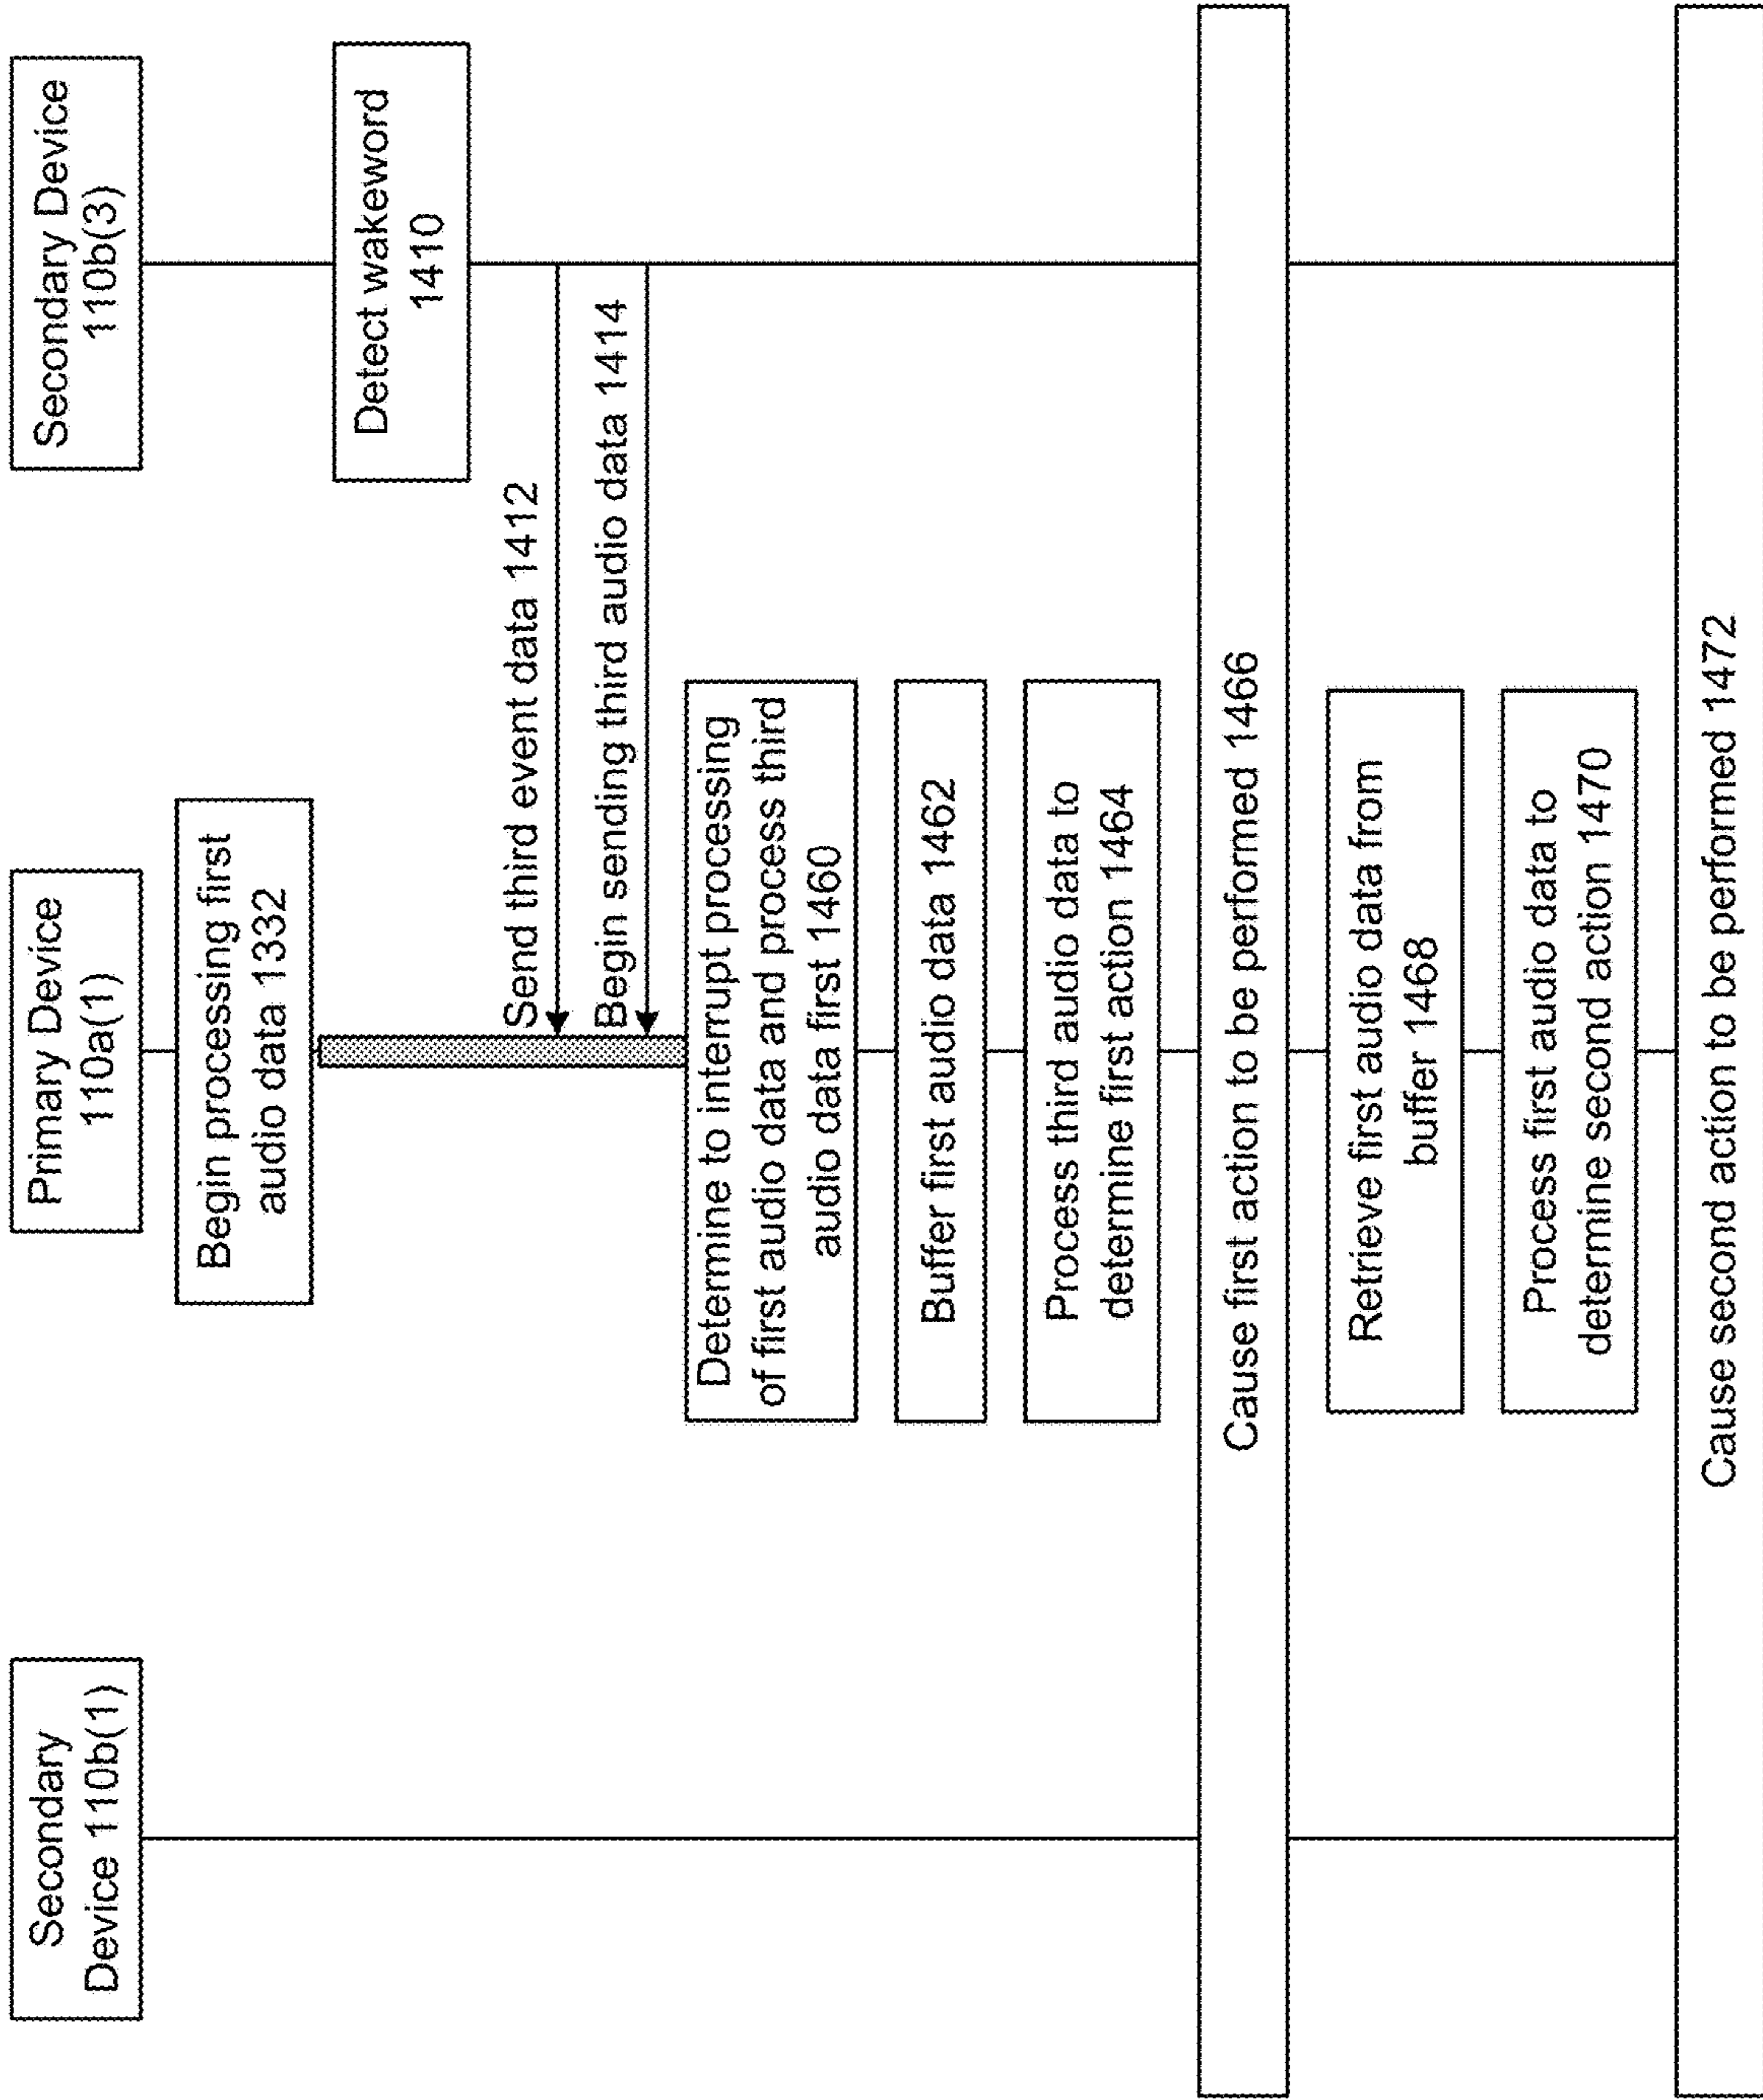 Secondary
Device 110b(1)
Primary Device
110a(1)
Secondary Device
110b(3)
Begin processing first
audio data 1332
Detect wakeword
1410
Send third event data 1412
Begin sending third audio data 1414
Determine to interrupt processing
of first audio data and process third
audio data first 1460
Buffer first audio data 1462
Process third audio data to
determine first action 1464
Cause first action to be performed 1466
Retrieve first audio data from
buffer 1468
Process first audio data to
determine second action 1470
Cause second action to be performed 1472